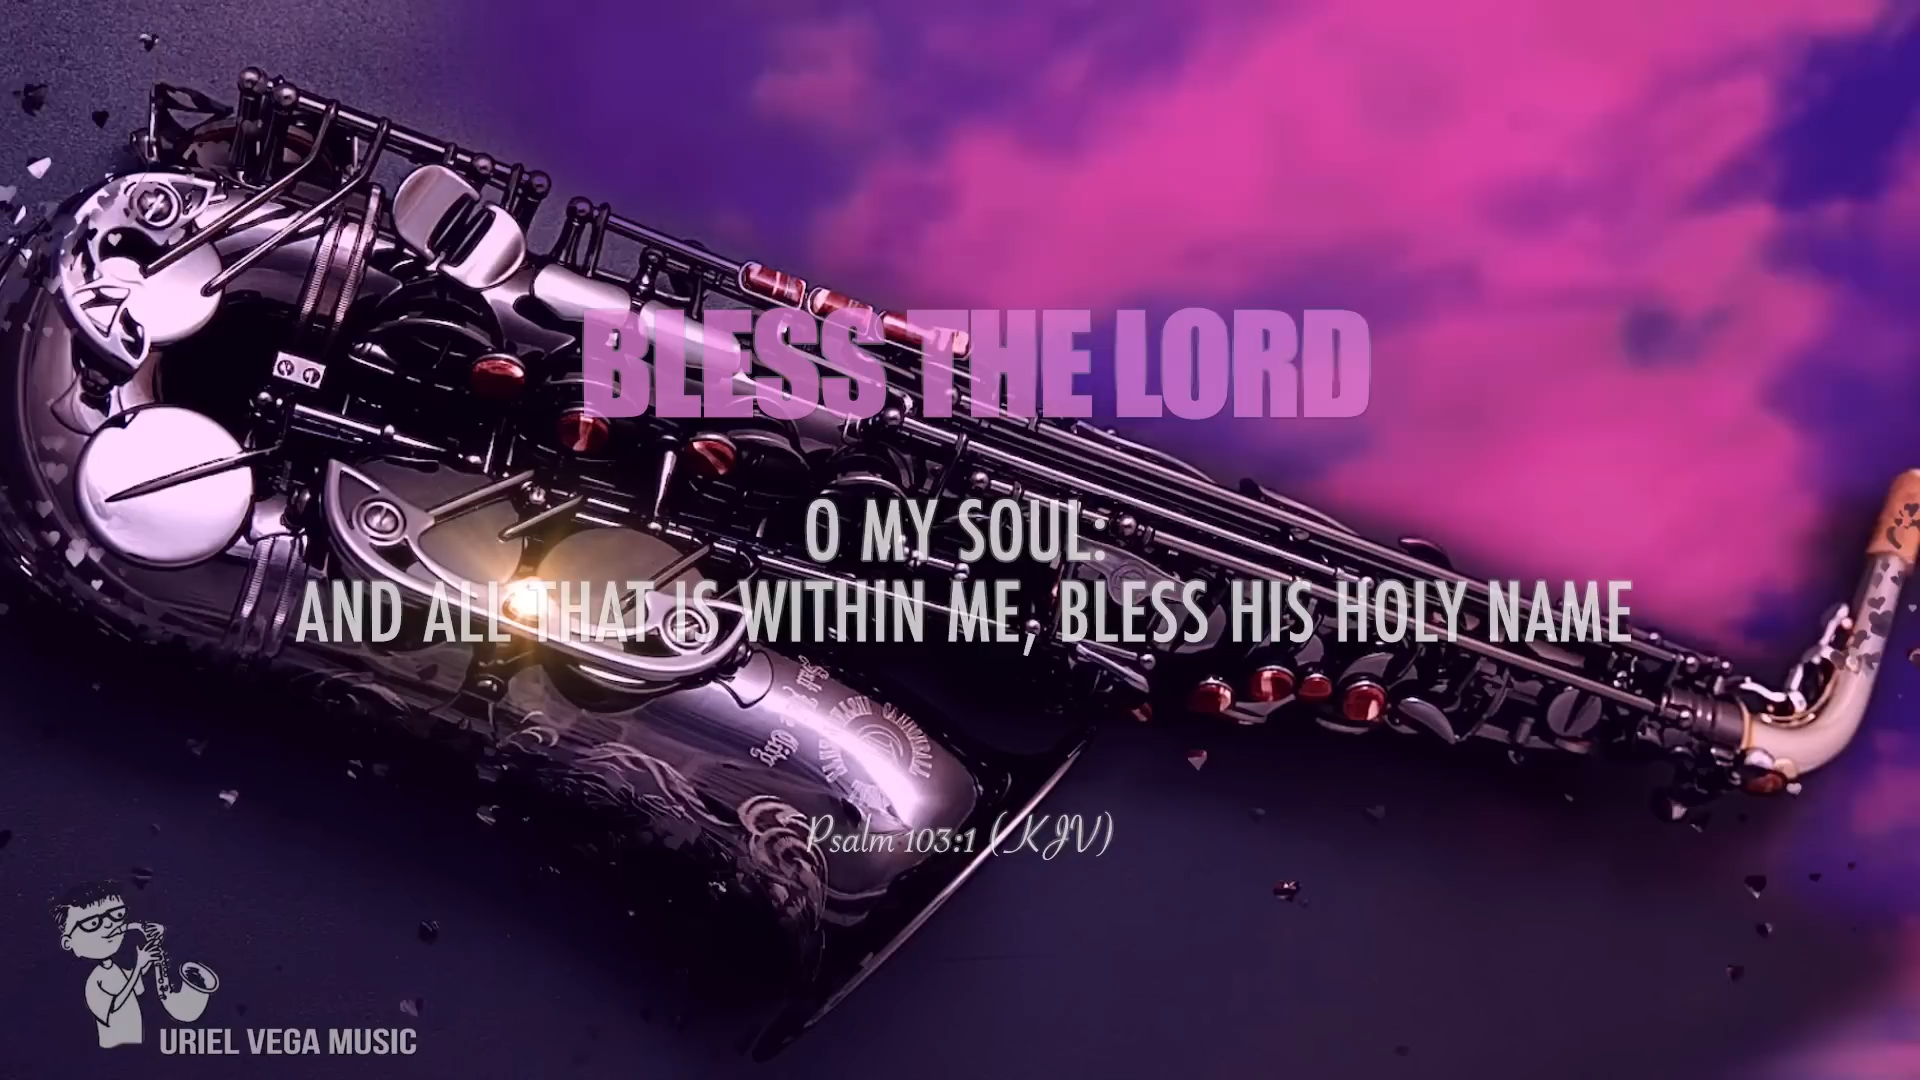 BLESS THE LORD
O MY SOUL:
AND ALL THAT IS WITHIN ME, BLESS HIS HOLY NAME
Psalm 103:1 (KJV)
URIEL VEGA MUSIC